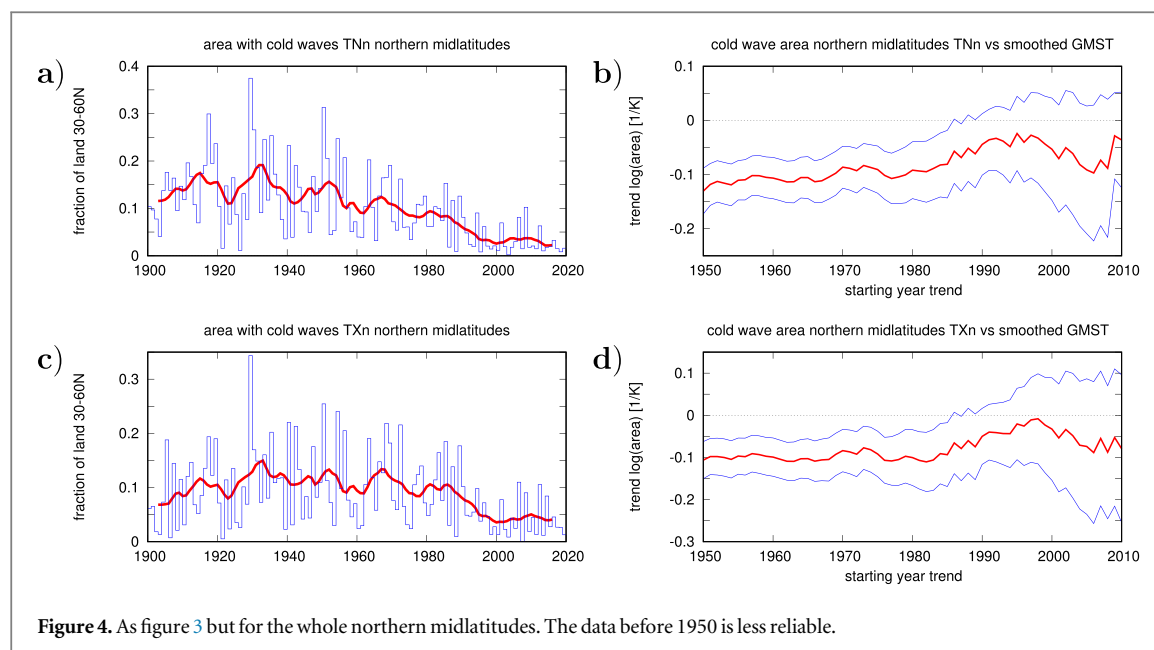 a)
area with cold waves TNn northern midlatitudes
fraction of land 30-60N
0.4
0.3
0.2
0.1
0
1900 1920 1940 1960 1980 2000 2020
b)
cold wave area northern midlatitudes TNn vs smoothed GMST
trend log(area) [1/K]
0.1
0
-0.1
-0.2
1950 1960 1970 1980 1990 2000 2010
starting year trend
c)
area with cold waves TXn northern midlatitudes
fraction of land 30-60N
0.3
0.2
0.1
0
1900 1920 1940 1960 1980 2000 2020
d)
cold wave area northern midlatitudes TXn vs smoothed GMST
trend log(area) [1/K]
0.1
0
-0.1
-0.2
-0.3
1950 1960 1970 1980 1990 2000 2010
starting year trend
Figure 4. As figure 3 but for the whole northern midlatitudes. The data before 1950 is less reliable.